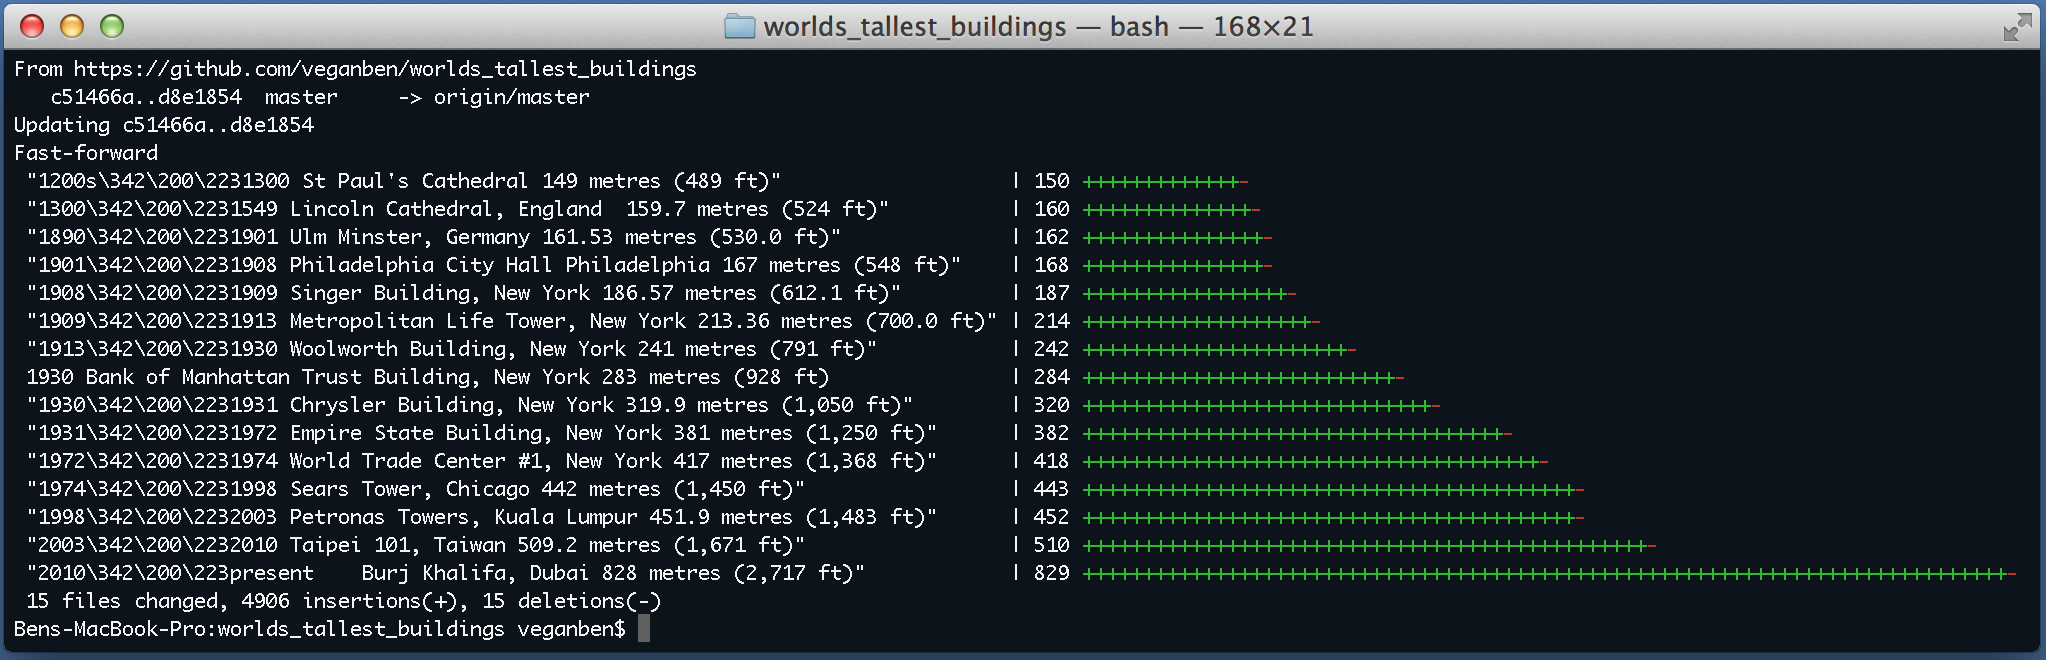 worlds_tallest_buildings — bash — 168×21
From https://github.com/veganben/worlds_tallest_buildings
   c51466a..d8e1854  master     -> origin/master
Updating c51466a..d8e1854
Fast-forward
 "1200s\342\200\2231300 St Paul's Cathedral 149 metres (489 ft)"                   | 150 +++++++++++++-
 "1300\342\200\2231549 Lincoln Cathedral, England  159.7 metres (524 ft)"          | 160 ++++++++++++++-
 "1890\342\200\2231901 Ulm Minster, Germany 161.53 metres (530.0 ft)"              | 162 +++++++++++++++-
 "1901\342\200\2231908 Philadelphia City Hall Philadelphia 167 metres (548 ft)"    | 168 +++++++++++++++-
 "1908\342\200\2231909 Singer Building, New York 186.57 metres (612.1 ft)"         | 187 +++++++++++++++++-
 "1909\342\200\2231913 Metropolitan Life Tower, New York 213.36 metres (700.0 ft)" | 214 +++++++++++++++++++-
 "1913\342\200\2231930 Woolworth Building, New York 241 metres (791 ft)"           | 242 ++++++++++++++++++++++-
 1930 Bank of Manhattan Trust Building, New York 283 metres (928 ft)               | 284 ++++++++++++++++++++++++++-
 "1930\342\200\2231931 Chrysler Building, New York 319.9 metres (1,050 ft)"        | 320 +++++++++++++++++++++++++++++-
 "1931\342\200\2231972 Empire State Building, New York 381 metres (1,250 ft)"      | 382 +++++++++++++++++++++++++++++++++++-
 "1972\342\200\2231974 World Trade Center #1, New York 417 metres (1,368 ft)"      | 418 ++++++++++++++++++++++++++++++++++++++-
 "1974\342\200\2231998 Sears Tower, Chicago 442 metres (1,450 ft)"                 | 443 +++++++++++++++++++++++++++++++++++++++++-
 "1998\342\200\2232003 Petronas Towers, Kuala Lumpur 451.9 metres (1,483 ft)"      | 452 +++++++++++++++++++++++++++++++++++++++++-
 "2003\342\200\2232010 Taipei 101, Taiwan 509.2 metres (1,671 ft)"                 | 510 +++++++++++++++++++++++++++++++++++++++++++++++-
 "2010\342\200\223present    Burj Khalifa, Dubai 828 metres (2,717 ft)"            | 829 +++++++++++++++++++++++++++++++++++++++++++++++++++++++++++++++++++++++++++++-
 15 files changed, 4906 insertions(+), 15 deletions(-)
Bens-MacBook-Pro:worlds_tallest_buildings veganben$